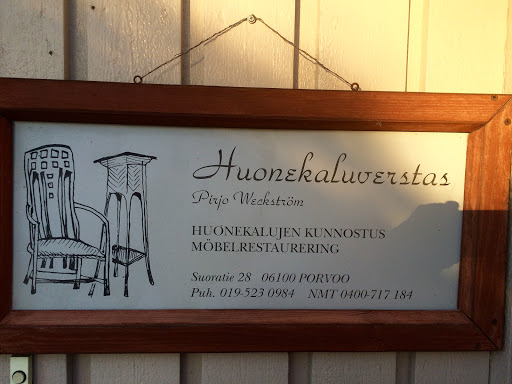 Huonekaluverstas
Pirjo Weckström
HUONEKALUJEN KUNNOSTUS
MÖBELRESTAURERING
Suoratie 28 06100 PORVOO
Puh. 019-523 0984 NMT 0400-717 184